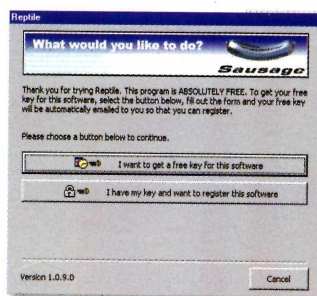 Reptile
What would you like to do?
Sausage
Thank you for trying Reptile. This program is ABSOLUTELY FREE. To get your free
key for this software, select the button below, fill out the form and your free key
will be automatically emailed to you so that you can register.
Please choose a button below to continue.
I want to get a free key for this software
I have my key and want to register this software
Version 1.0.9.0
Cancel